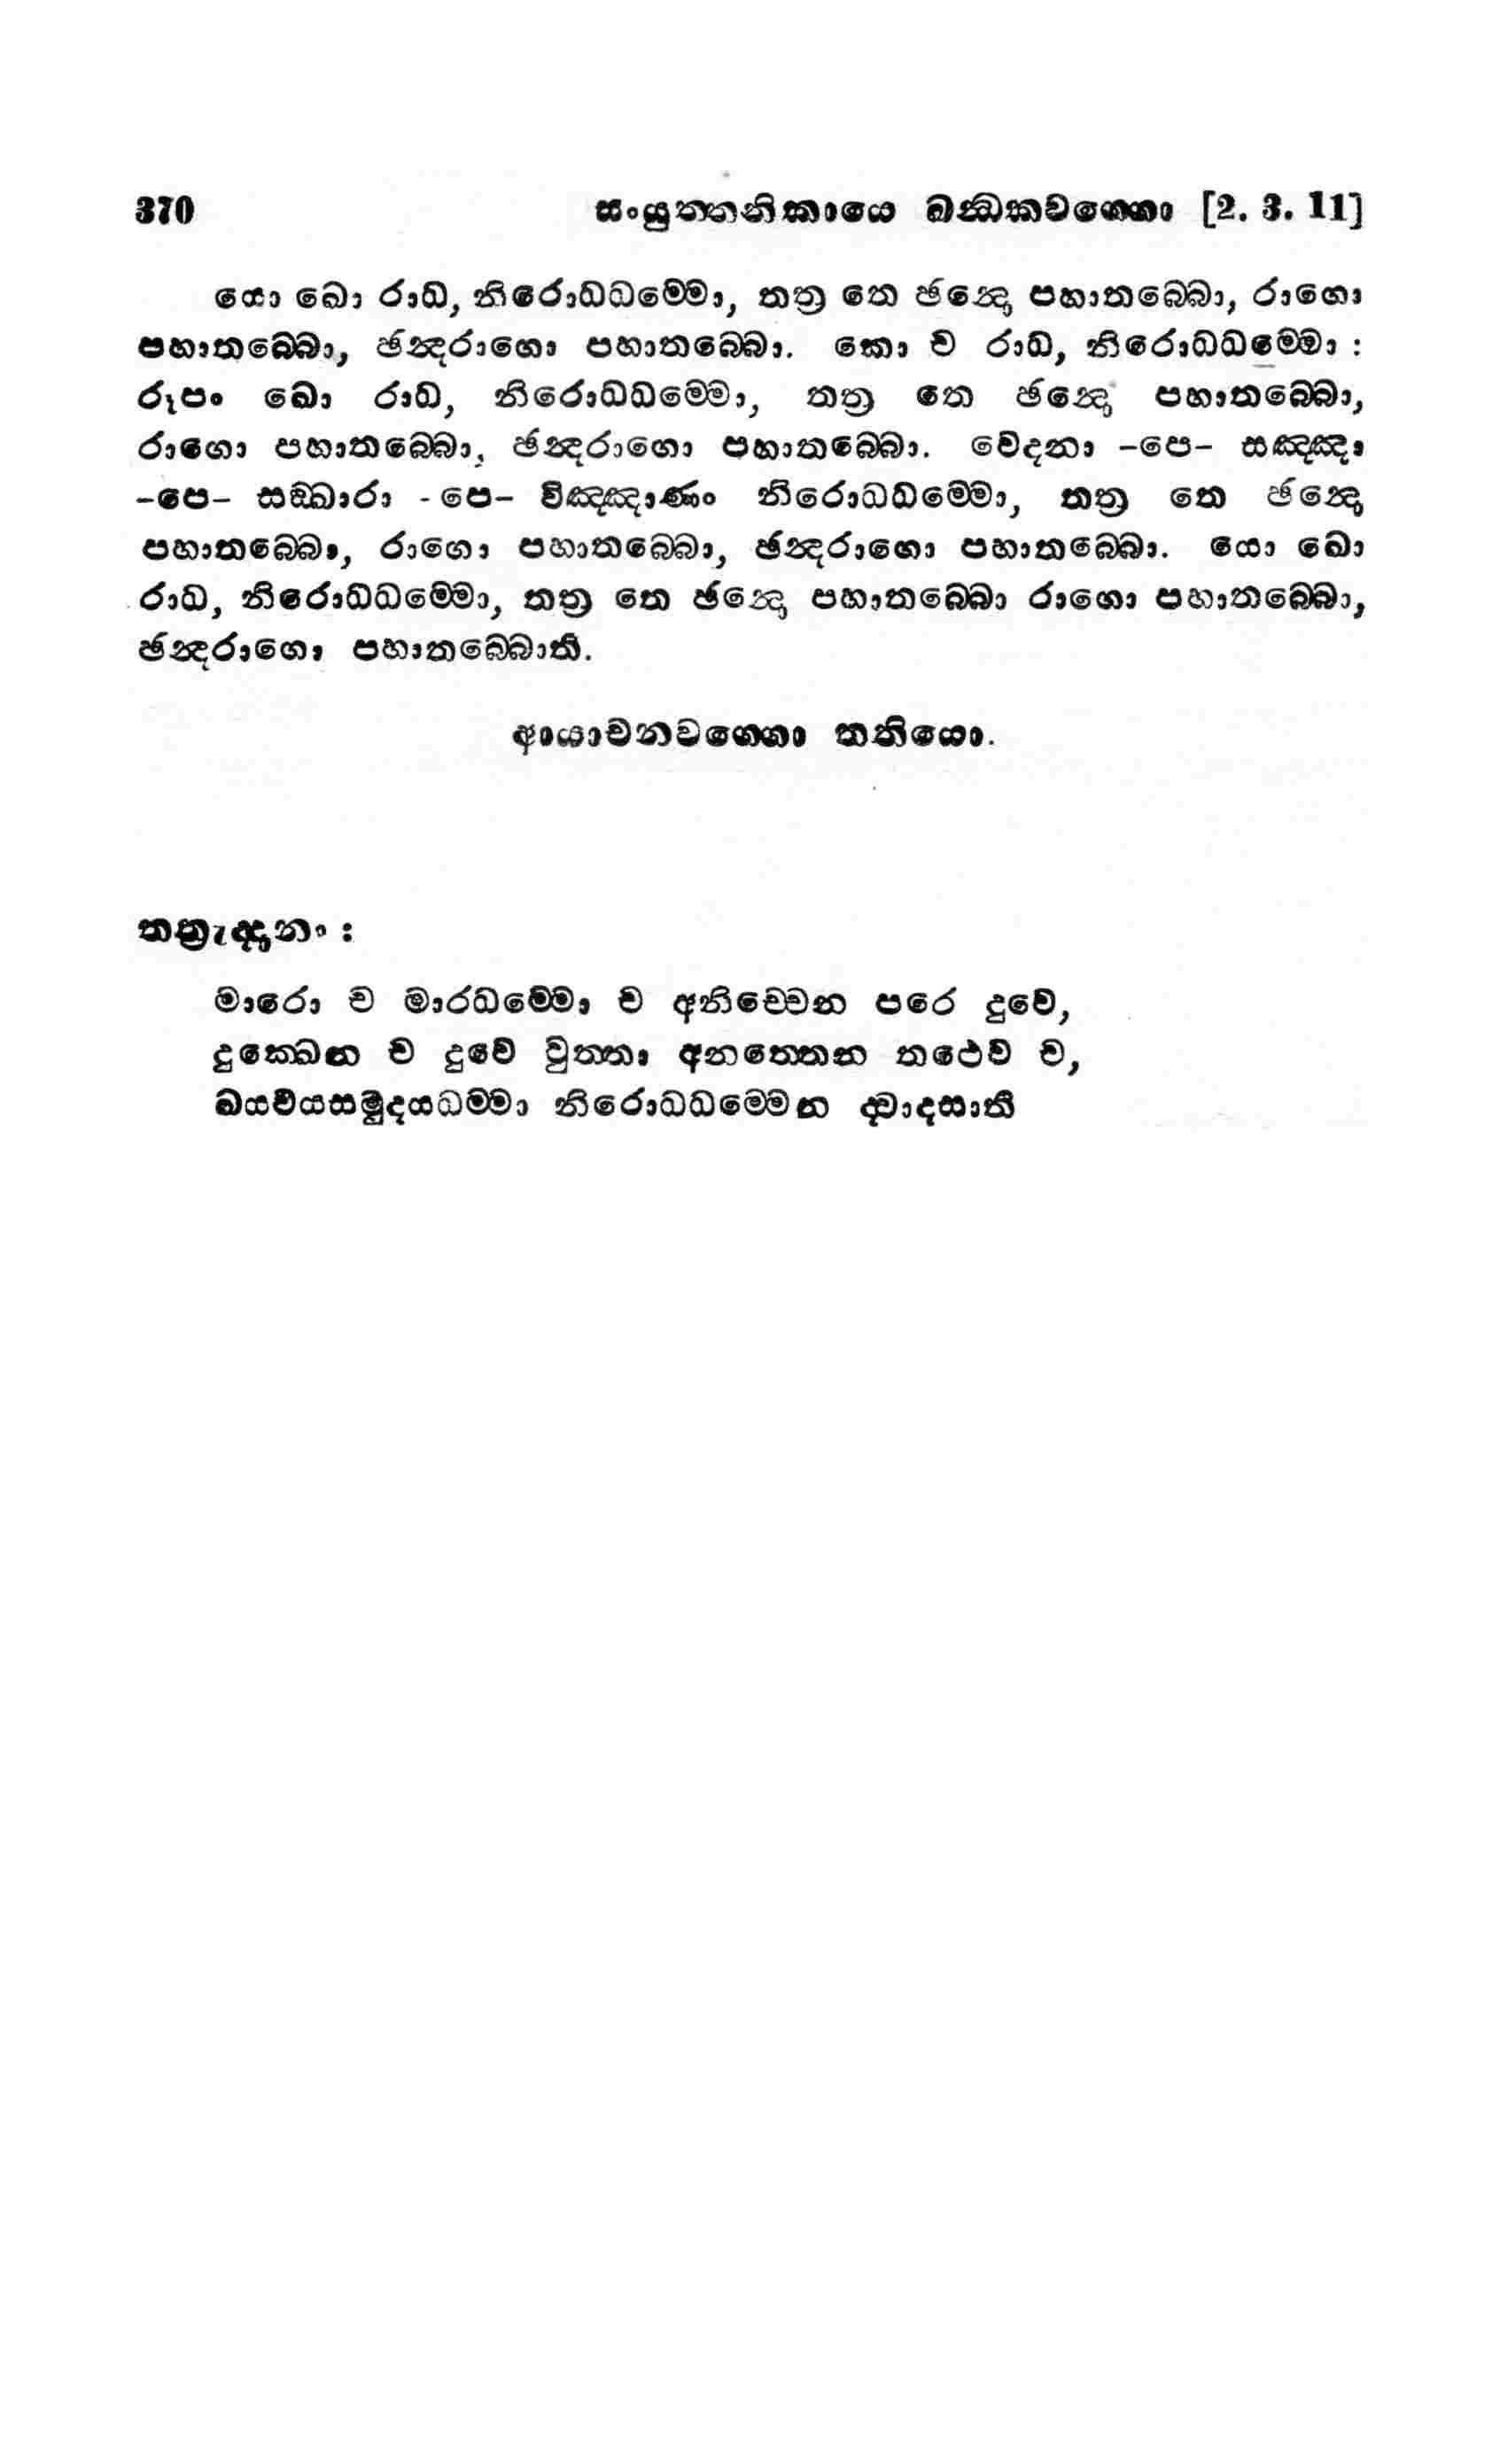 370 සංයුත්තනිකායෙ ඛන්ධකවග්ගො [2. 3. 11]
යො ඛො රාධ, නිරොධධම්මො, තත්‍ර තෙ ඡන්දො පහාතබ්බො, රාගො
පහාතබ්බො, ඡන්දරාගො පහාතබ්බො. කො ච රාධ, නිරොධධම්මො :
රූපං ඛො රාධ, නිරොධධම්මො, තත්‍ර තෙ ඡන්දො පහාතබ්බො,
රාගො පහාතබ්බො, ඡන්දරාගො පහාතබ්බො. වෙදනා -පෙ- සඤ්ඤා
-පෙ- සඞ්ඛාරා -පෙ- විඤ්ඤාණං නිරොධධම්මො, තත්‍ර තෙ ඡන්දො
පහාතබ්බො, රාගො පහාතබ්බො, ඡන්දරාගො පහාතබ්බො. යො ඛො
රාධ, නිරොධධම්මො, තත්‍ර තෙ ඡන්දො පහාතබ්බො රාගො පහාතබ්බො,
ඡන්දරාගො පහාතබ්බොති.
ආයාචනවග්ගො තතියො.
තත්‍රැද්දානං :
මාරො ච මාරධම්මො ච අනිච්චෙන පරෙ දුවෙ,
දුක්ඛෙන ච දුවෙ වුත්තා අනත්තෙන තථෙව ච,
ඛයවයසමුදයධම්මා නිරොධධම්මෙන ද්වාදසාති